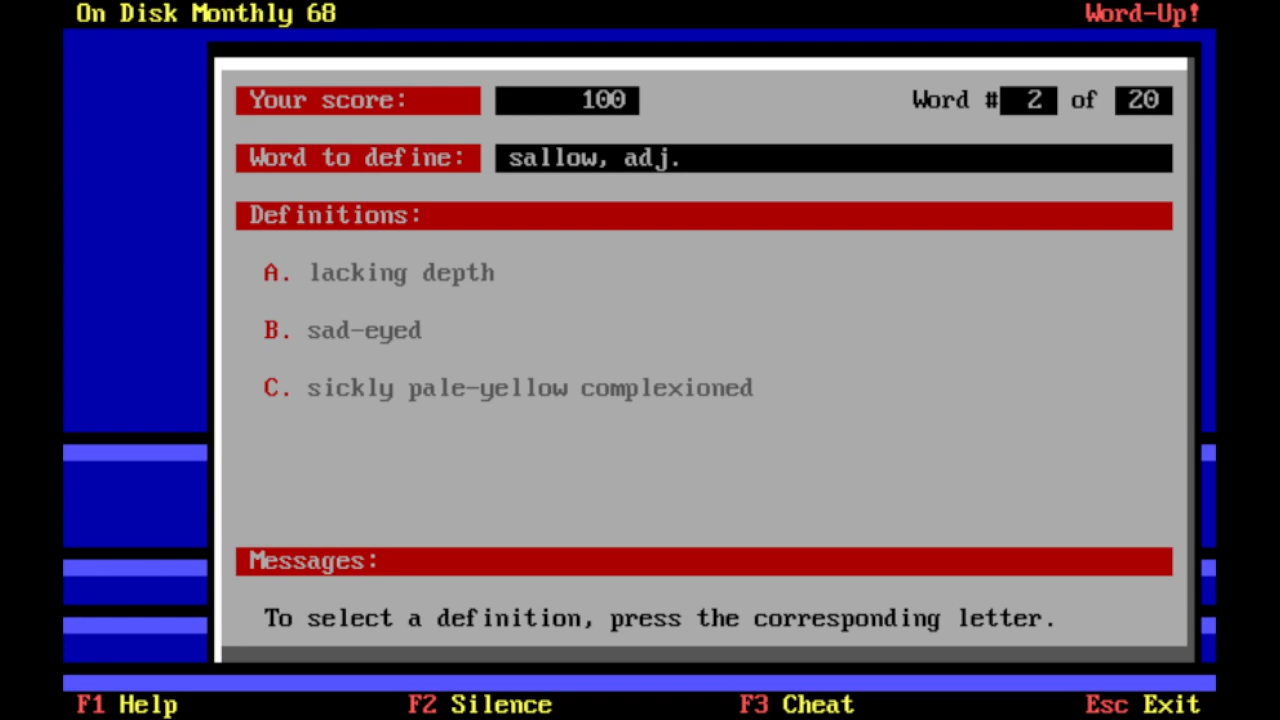 On Disk Monthly 68 Word-Up!
Your score: 100 Word # 2 of 20
Word to define: sallow, adj.
Definitions:
A. lacking depth
B. sad-eyed
C. sickly pale-yellow complexioned
Messages:
To select a definition, press the corresponding letter.
F1 Help F2 Silence F3 Cheat Esc Exit